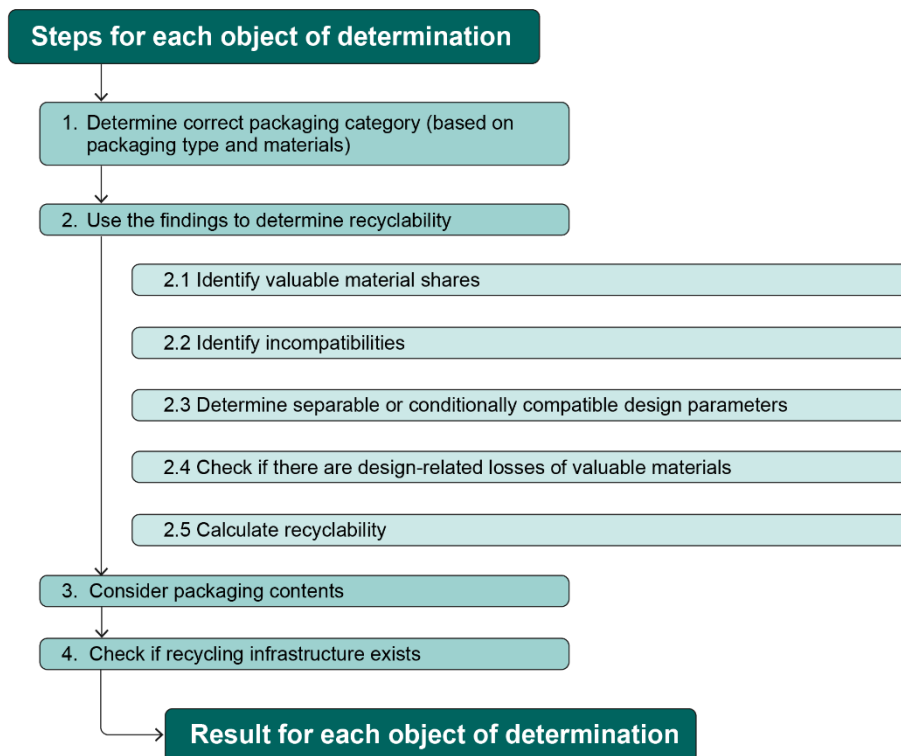 Steps for each object of determination
1. Determine correct packaging category (based on
packaging type and materials)
2. Use the findings to determine recyclability
2.1 Identify valuable material shares
2.2 Identify incompatibilities
2.3 Determine separable or conditionally compatible design parameters
2.4 Check if there are design-related losses of valuable materials
2.5 Calculate recyclability
3. Consider packaging contents
4. Check if recycling infrastructure exists
Result for each object of determination